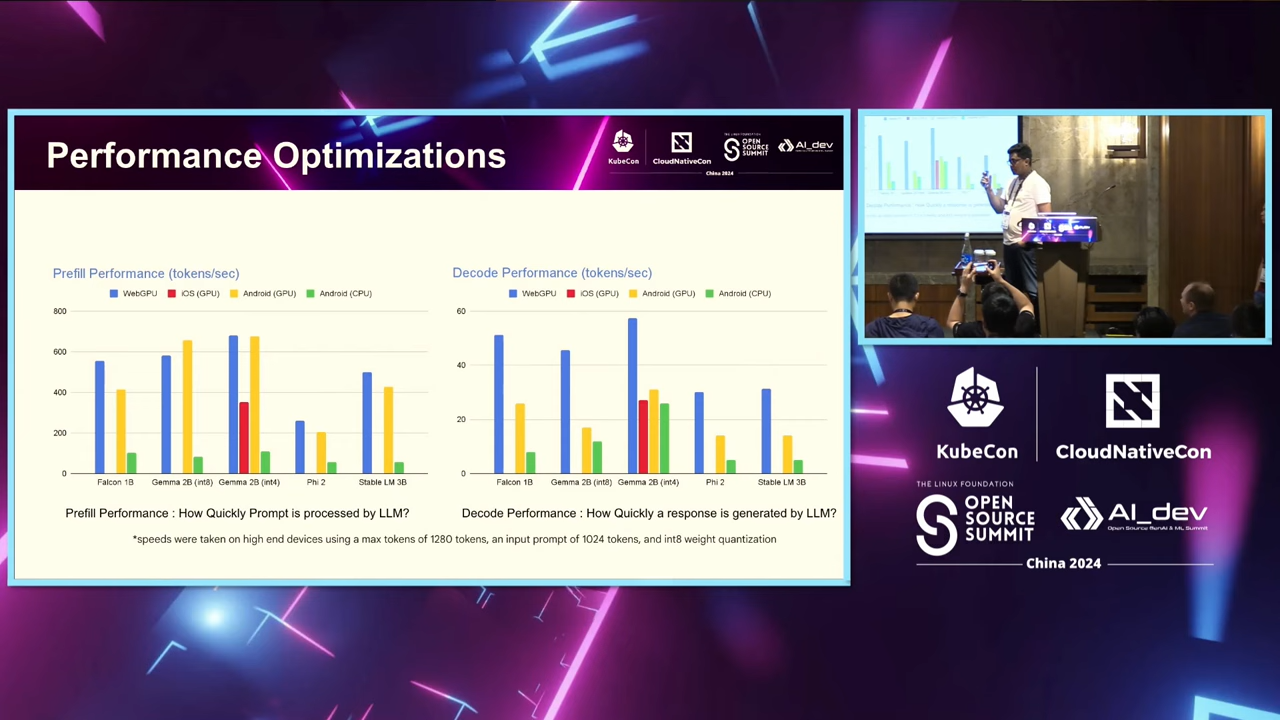 Performance Optimizations
KubeCon
CloudNativeCon
THE LINUX FOUNDATION
OPEN
SOURCE
SUMMIT
AI_dev
China 2024
Prefill Performance (tokens/sec)
WebGPU iOS (GPU) Android (GPU) Android (CPU)
800
600
400
200
0
Falcon 1B Gemma 2B (int8) Gemma 2B (int4) Phi 2 Stable LM 3B
Prefill Performance : How Quickly Prompt is processed by LLM?
Decode Performance (tokens/sec)
WebGPU iOS (GPU) Android (GPU) Android (CPU)
60
40
20
0
Falcon 1B Gemma 2B (int8) Gemma 2B (int4) Phi 2 Stable LM 3B
Decode Performance : How Quickly a response is generated by LLM?
*speeds were taken on high end devices using a max tokens of 1280 tokens, an input prompt of 1024 tokens, and int8 weight quantization
KubeCon
CloudNativeCon
THE LINUX FOUNDATION
OPEN
SOURCE
SUMMIT
AI_dev
Open Source GenAI & ML Summit
China 2024